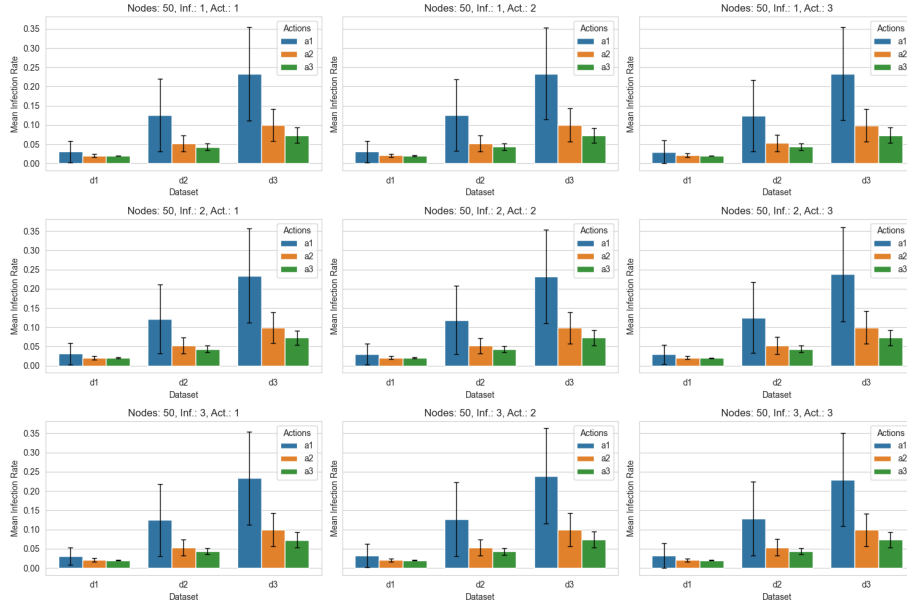 Nodes: 50, Inf.: 1, Act.: 1
Mean Infection Rate
0.35
0.30
0.25
0.20
0.15
0.10
0.05
0.00
Actions
a1
a2
a3
d1 d2 d3
Dataset
Nodes: 50, Inf.: 1, Act.: 2
Mean Infection Rate
Actions
a1
a2
a3
d1 d2 d3
Dataset
Nodes: 50, Inf.: 1, Act.: 3
Mean Infection Rate
Actions
a1
a2
a3
d1 d2 d3
Dataset
Nodes: 50, Inf.: 2, Act.: 1
Mean Infection Rate
0.35
0.30
0.25
0.20
0.15
0.10
0.05
0.00
Actions
a1
a2
a3
d1 d2 d3
Dataset
Nodes: 50, Inf.: 2, Act.: 2
Mean Infection Rate
Actions
a1
a2
a3
d1 d2 d3
Dataset
Nodes: 50, Inf.: 2, Act.: 3
Mean Infection Rate
Actions
a1
a2
a3
d1 d2 d3
Dataset
Nodes: 50, Inf.: 3, Act.: 1
Mean Infection Rate
0.35
0.30
0.25
0.20
0.15
0.10
0.05
0.00
Actions
a1
a2
a3
d1 d2 d3
Dataset
Nodes: 50, Inf.: 3, Act.: 2
Mean Infection Rate
Actions
a1
a2
a3
d1 d2 d3
Dataset
Nodes: 50, Inf.: 3, Act.: 3
Mean Infection Rate
Actions
a1
a2
a3
d1 d2 d3
Dataset